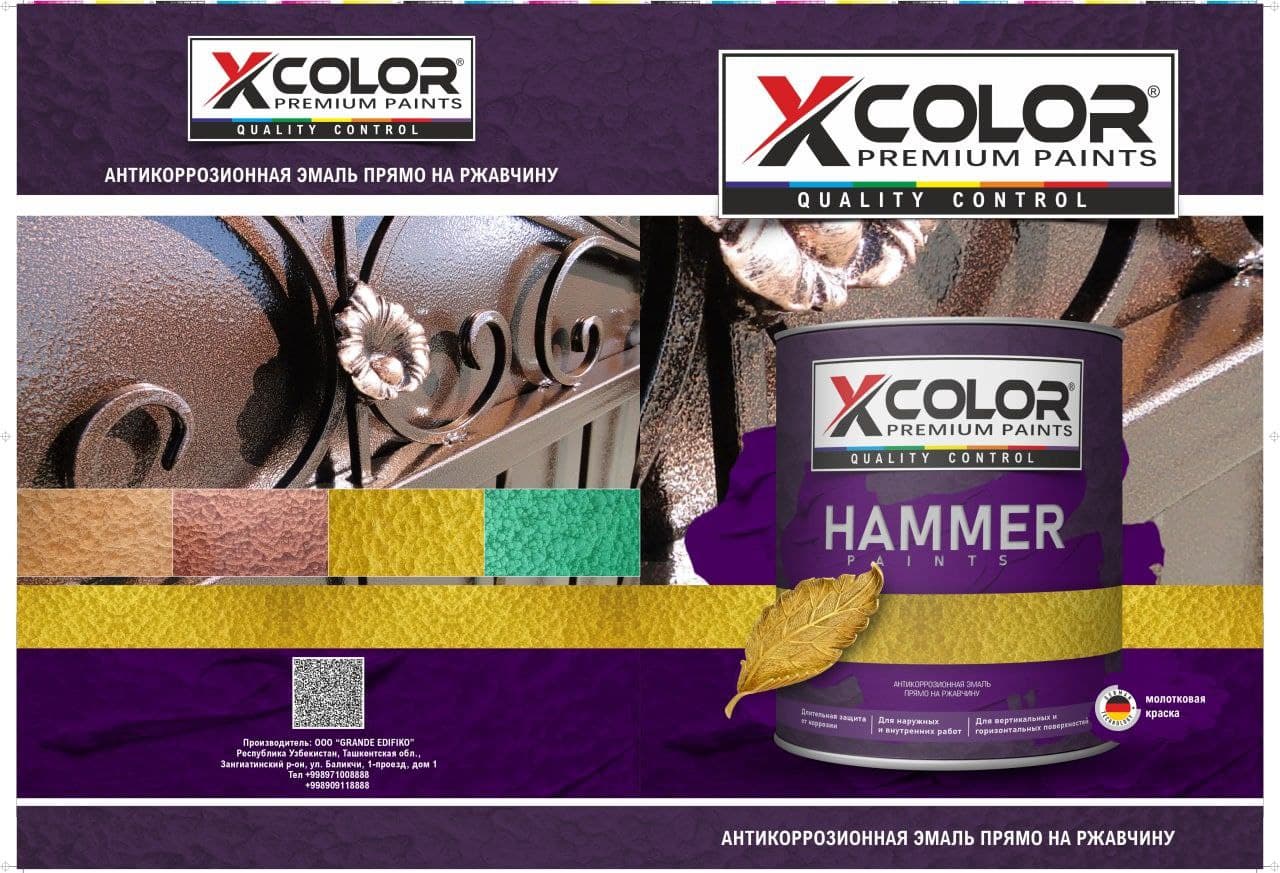 XCOLOR®
PREMIUM PAINTS
QUALITY CONTROL
АНТИКОРРОЗИОННАЯ ЭМАЛЬ ПРЯМО НА РЖАВЧИНУ
Производитель: ООО "GRANDE EDIFIKO"
Республика Узбекистан, Ташкентская обл.,
Зангиатинский р-он, ул. Баликчи, 1-проезд, дом 1
Тел +998971008888
+998909118888
XCOLOR®
PREMIUM PAINTS
QUALITY CONTROL
XCOLOR®
PREMIUM PAINTS
QUALITY CONTROL
HAMMER
PAINTS
АНТИКОРРОЗИОННАЯ ЭМАЛЬ
ПРЯМО НА РЖАВЧИНУ
Длительная защита
от коррозии
Для наружных
и внутренних работ
Для вертикальных и
горизонтальных поверхностей
GERMAN
TECHNOLOGY
молотковая
краска
АНТИКОРРОЗИОННАЯ ЭМАЛЬ ПРЯМО НА РЖАВЧИНУ